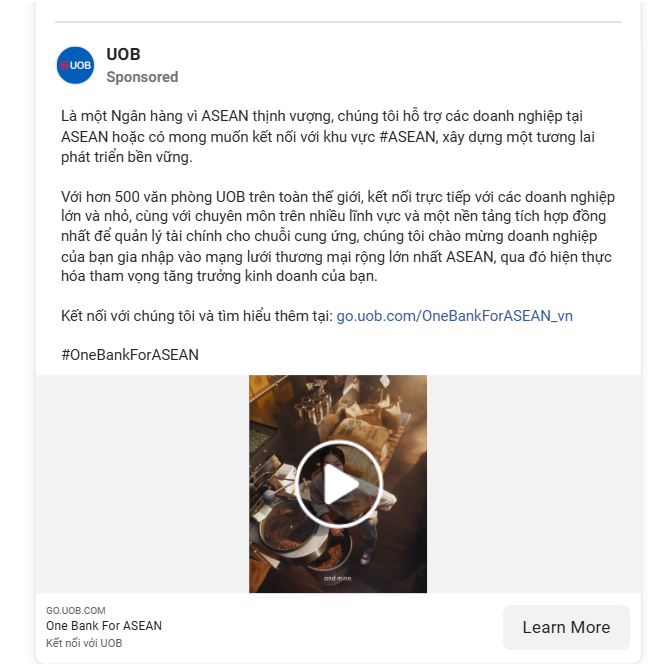 UOB
UOB
Sponsored
Là một Ngân hàng vì ASEAN thịnh vượng, chúng tôi hỗ trợ các doanh nghiệp tại
ASEAN hoặc có mong muốn kết nối với khu vực #ASEAN, xây dựng một tương lai
phát triển bền vững.
Với hơn 500 văn phòng UOB trên toàn thế giới, kết nối trực tiếp với các doanh nghiệp
lớn và nhỏ, cùng với chuyên môn trên nhiều lĩnh vực và một nền tảng tích hợp đồng
nhất để quản lý tài chính cho chuỗi cung ứng, chúng tôi chào mừng doanh nghiệp
của bạn gia nhập vào mạng lưới thương mại rộng lớn nhất ASEAN, qua đó hiện thực
hóa tham vọng tăng trưởng kinh doanh của bạn.
Kết nối với chúng tôi và tìm hiểu thêm tại: go.uob.com/OneBankForASEAN_vn
#OneBankForASEAN
and mine.
GO.UOB.COM
One Bank For ASEAN
Kết nối với UOB
Learn More